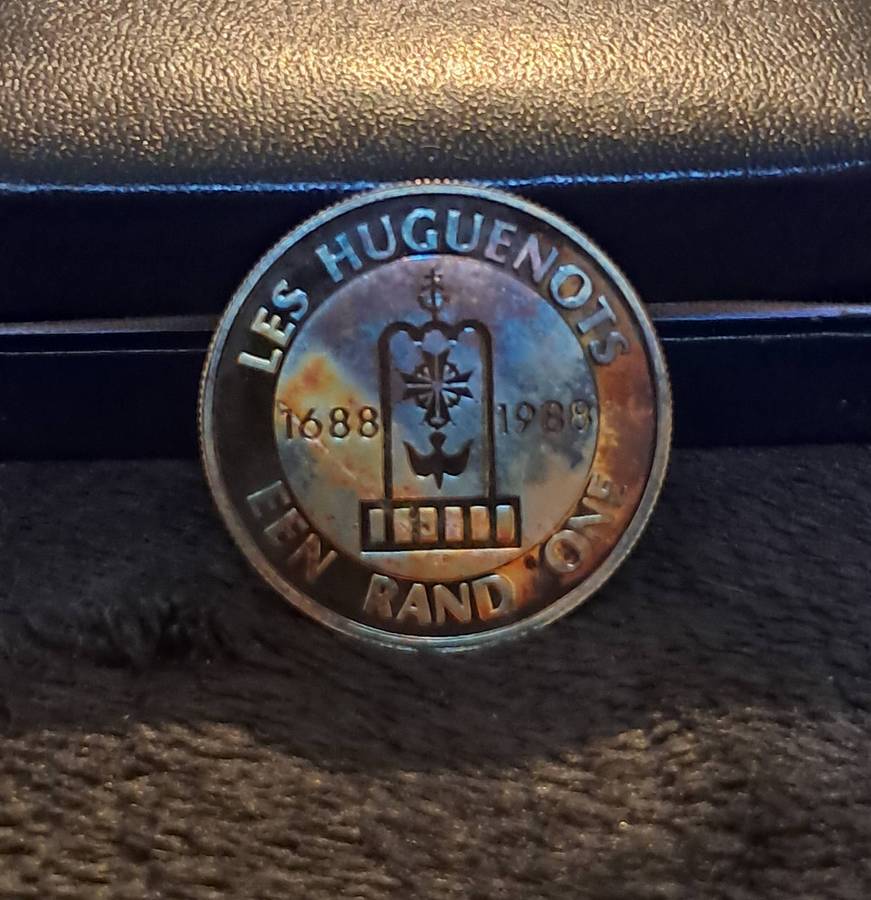 LES HUGUENOTS
1688 1988
EEN RAND ONE